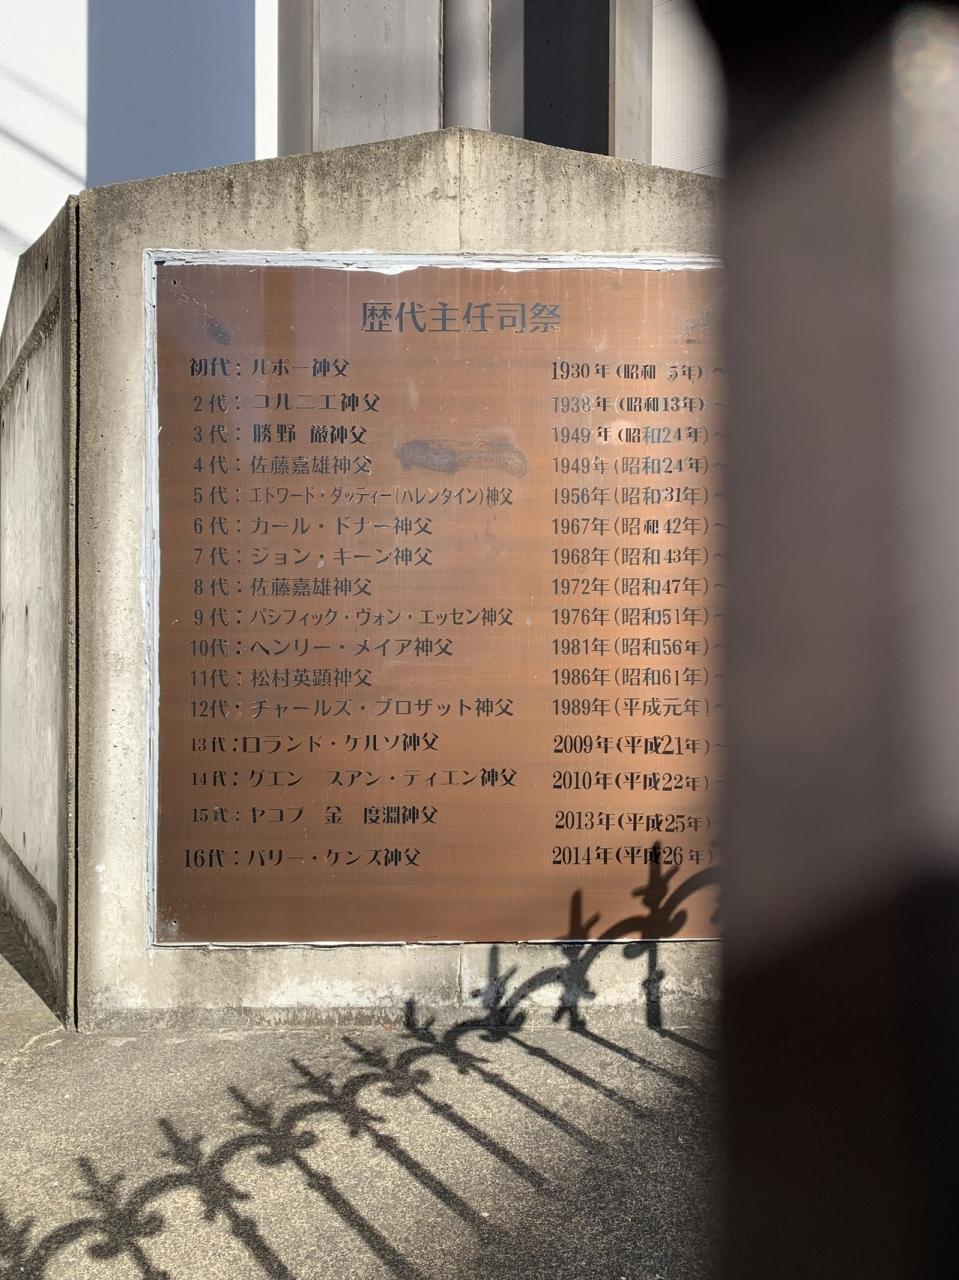 歴代主任司祭
初代：ルボー神父 1930年(昭和 5年)～
2代：コルニエ神父 1938年(昭和13年)～
3代：勝野 厳神父 1949年(昭和24年)～
4代：佐藤嘉雄神父 1949年(昭和24年)～
5代：エドワード・ダッティー(バレンタイン)神父 1956年(昭和31年)～
6代：カール・ドナー神父 1967年(昭和42年)～
7代：ジョン・キーン神父 1968年(昭和43年)～
8代：佐藤嘉雄神父 1972年(昭和47年)～
9代：パシフィック・ヴォン・エッセン神父 1976年(昭和51年)～
10代：ヘンリー・メイア神父 1981年(昭和56年)～
11代：松村英顕神父 1986年(昭和61年)～
12代：チャールズ・ブロザット神父 1989年(平成元年)～
13代：ロランド・ケルソ神父 2009年(平成21年)～
14代：グエン スアン・ティエン神父 2010年(平成22年)～
15代：ヤコブ 金 度淵神父 2013年(平成25年)～
16代：バリー・ケンズ神父 2014年(平成26年)